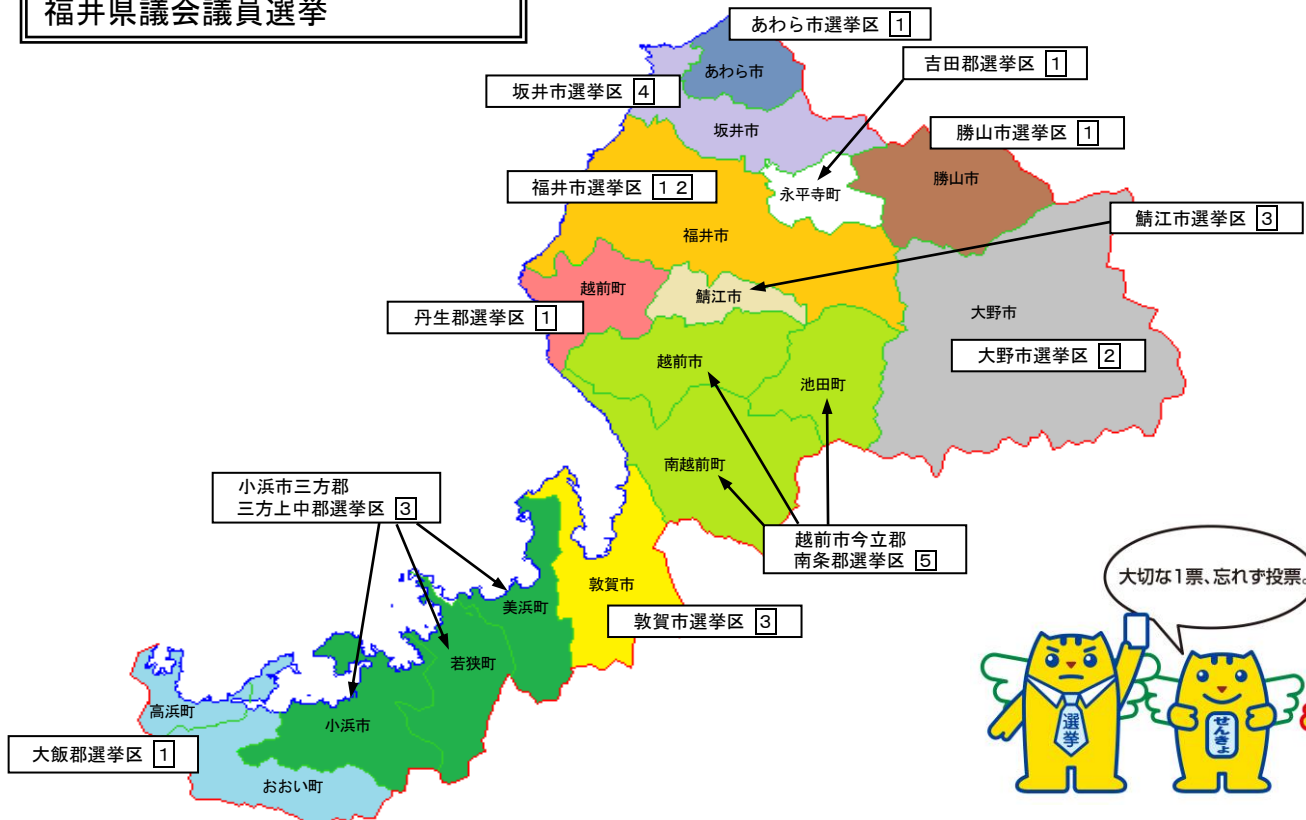 福井県議会議員選挙
あわら市選挙区 1
吉田郡選挙区 1
あわら市
坂井市選挙区 4
坂井市
勝山市選挙区 1
福井市選挙区 12
永平寺町
勝山市
鯖江市選挙区 3
福井市
越前町
鯖江市
丹生郡選挙区 1
大野市
大野市選挙区 2
越前市
池田町
南越前町
小浜市三方郡
三方上中郡選挙区 3
越前市今立郡
南条郡選挙区 5
敦賀市
美浜町
敦賀市選挙区 3
若狭町
高浜町
小浜市
大飯郡選挙区 1
おおい町
大切な1票、忘れず投票。
選挙
せんきょ